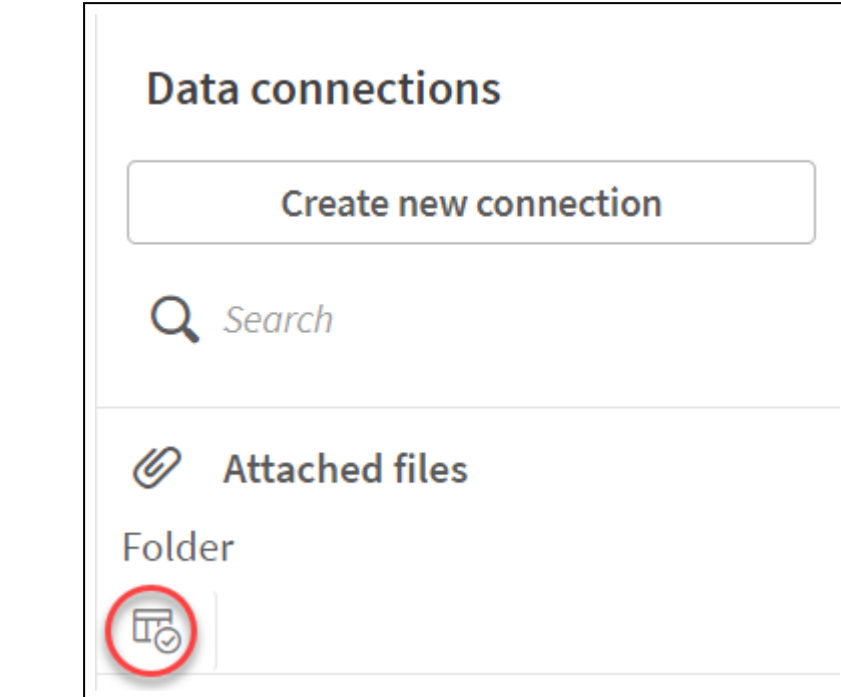 Data connections
Create new connection
Search
Attached files
Folder